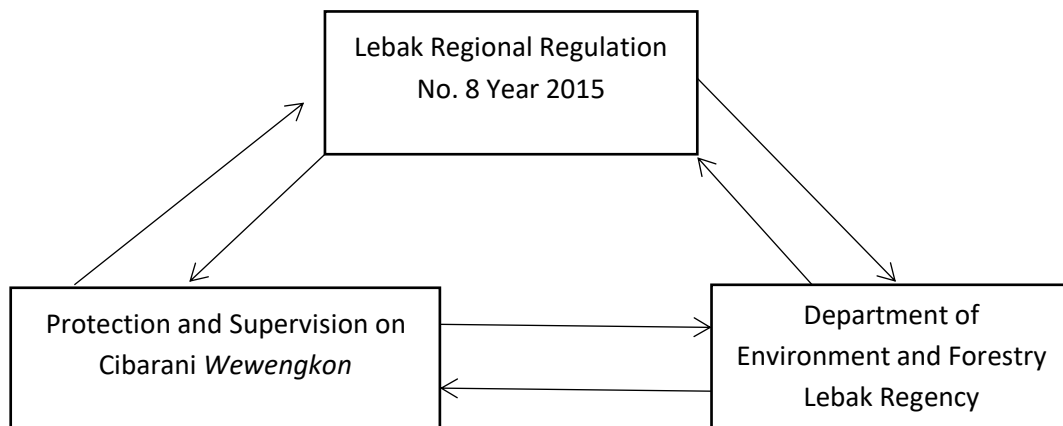 Lebak Regional Regulation
No. 8 Year 2015
Protection and Supervision on
Cibarani Wewengkon
Department of
Environment and Forestry
Lebak Regency